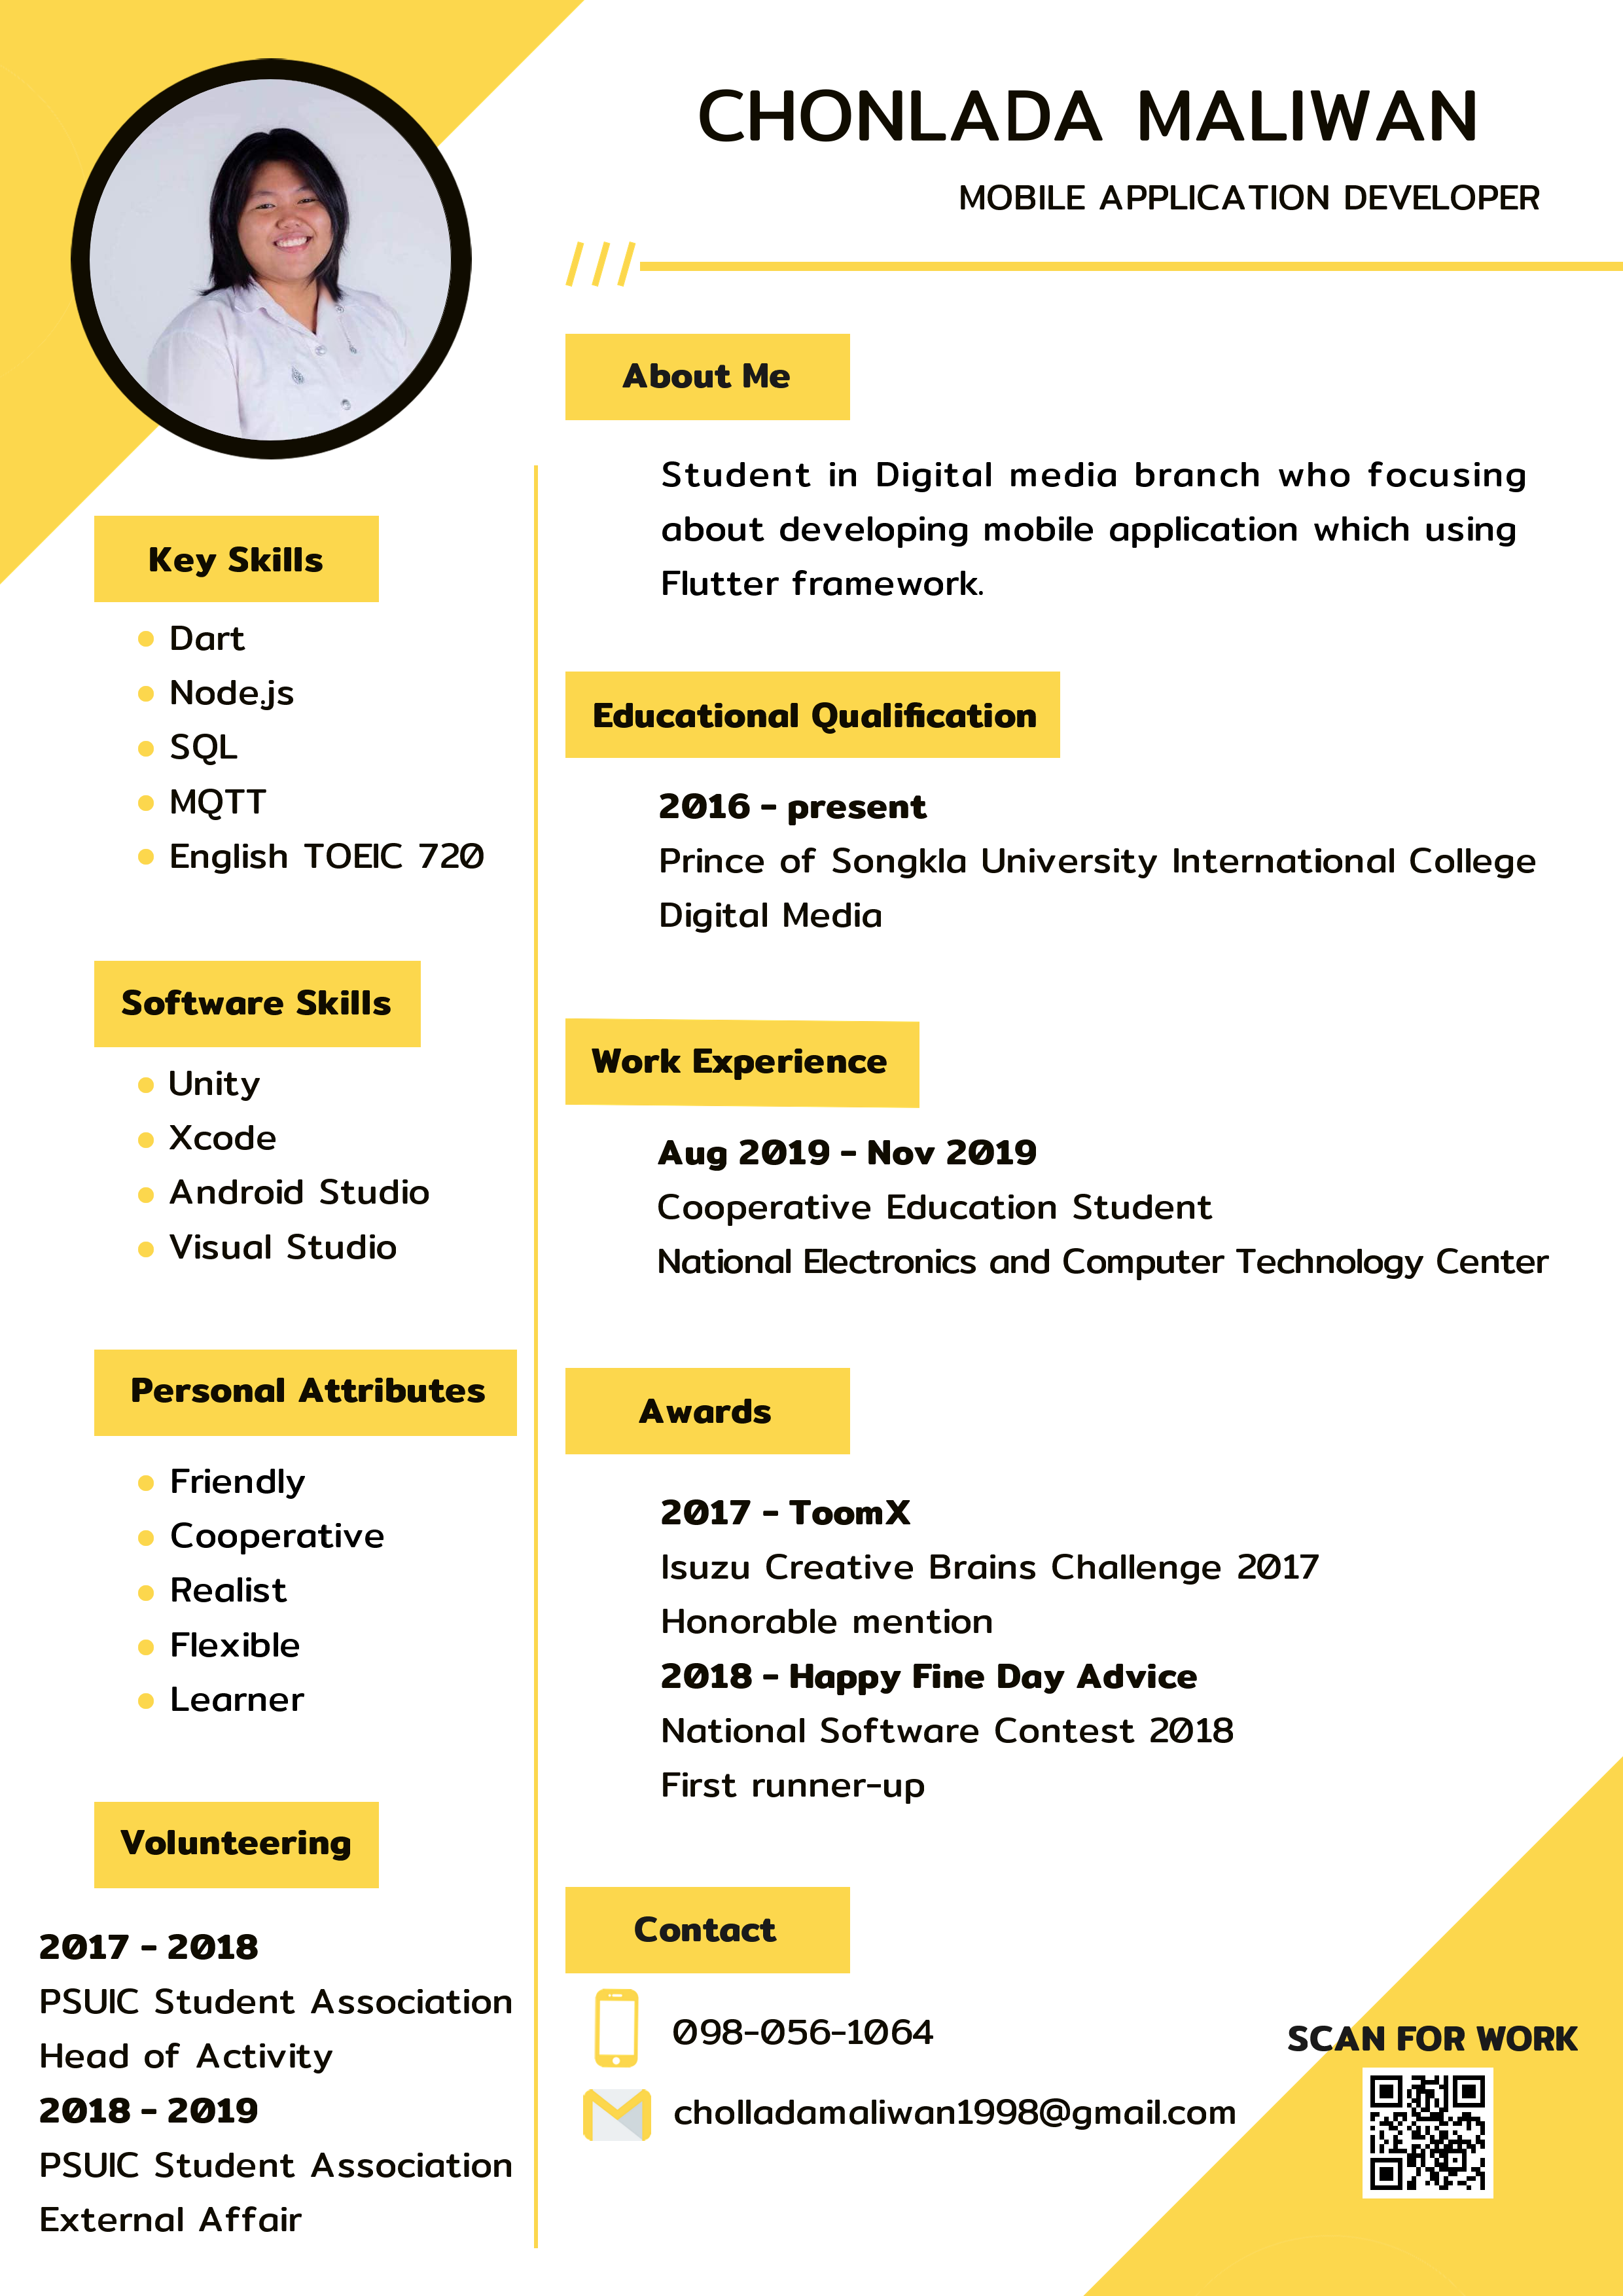 CHONLADA MALIWAN
MOBILE APPLICATION DEVELOPER
Key Skills
Dart
Node.js
SQL
MQTT
English TOEIC 720
Software Skills
Unity
Xcode
Android Studio
Visual Studio
Personal Attributes
Friendly
Cooperative
Realist
Flexible
Learner
Volunteering
2017 - 2018
PSUIC Student Association
Head of Activity
2018 - 2019
PSUIC Student Association
External Affair
About Me
Student in Digital media branch who focusing
about developing mobile application which using
Flutter framework.
Educational Qualification
2016 - present
Prince of Songkla University International College
Digital Media
Work Experience
Aug 2019 - Nov 2019
Cooperative Education Student
National Electronics and Computer Technology Center
Awards
2017 - ToomX
Isuzu Creative Brains Challenge 2017
Honorable mention
2018 - Happy Fine Day Advice
National Software Contest 2018
First runner-up
Contact
098-056-1064
cholladamaliwan1998@gmail.com
SCAN FOR WORK